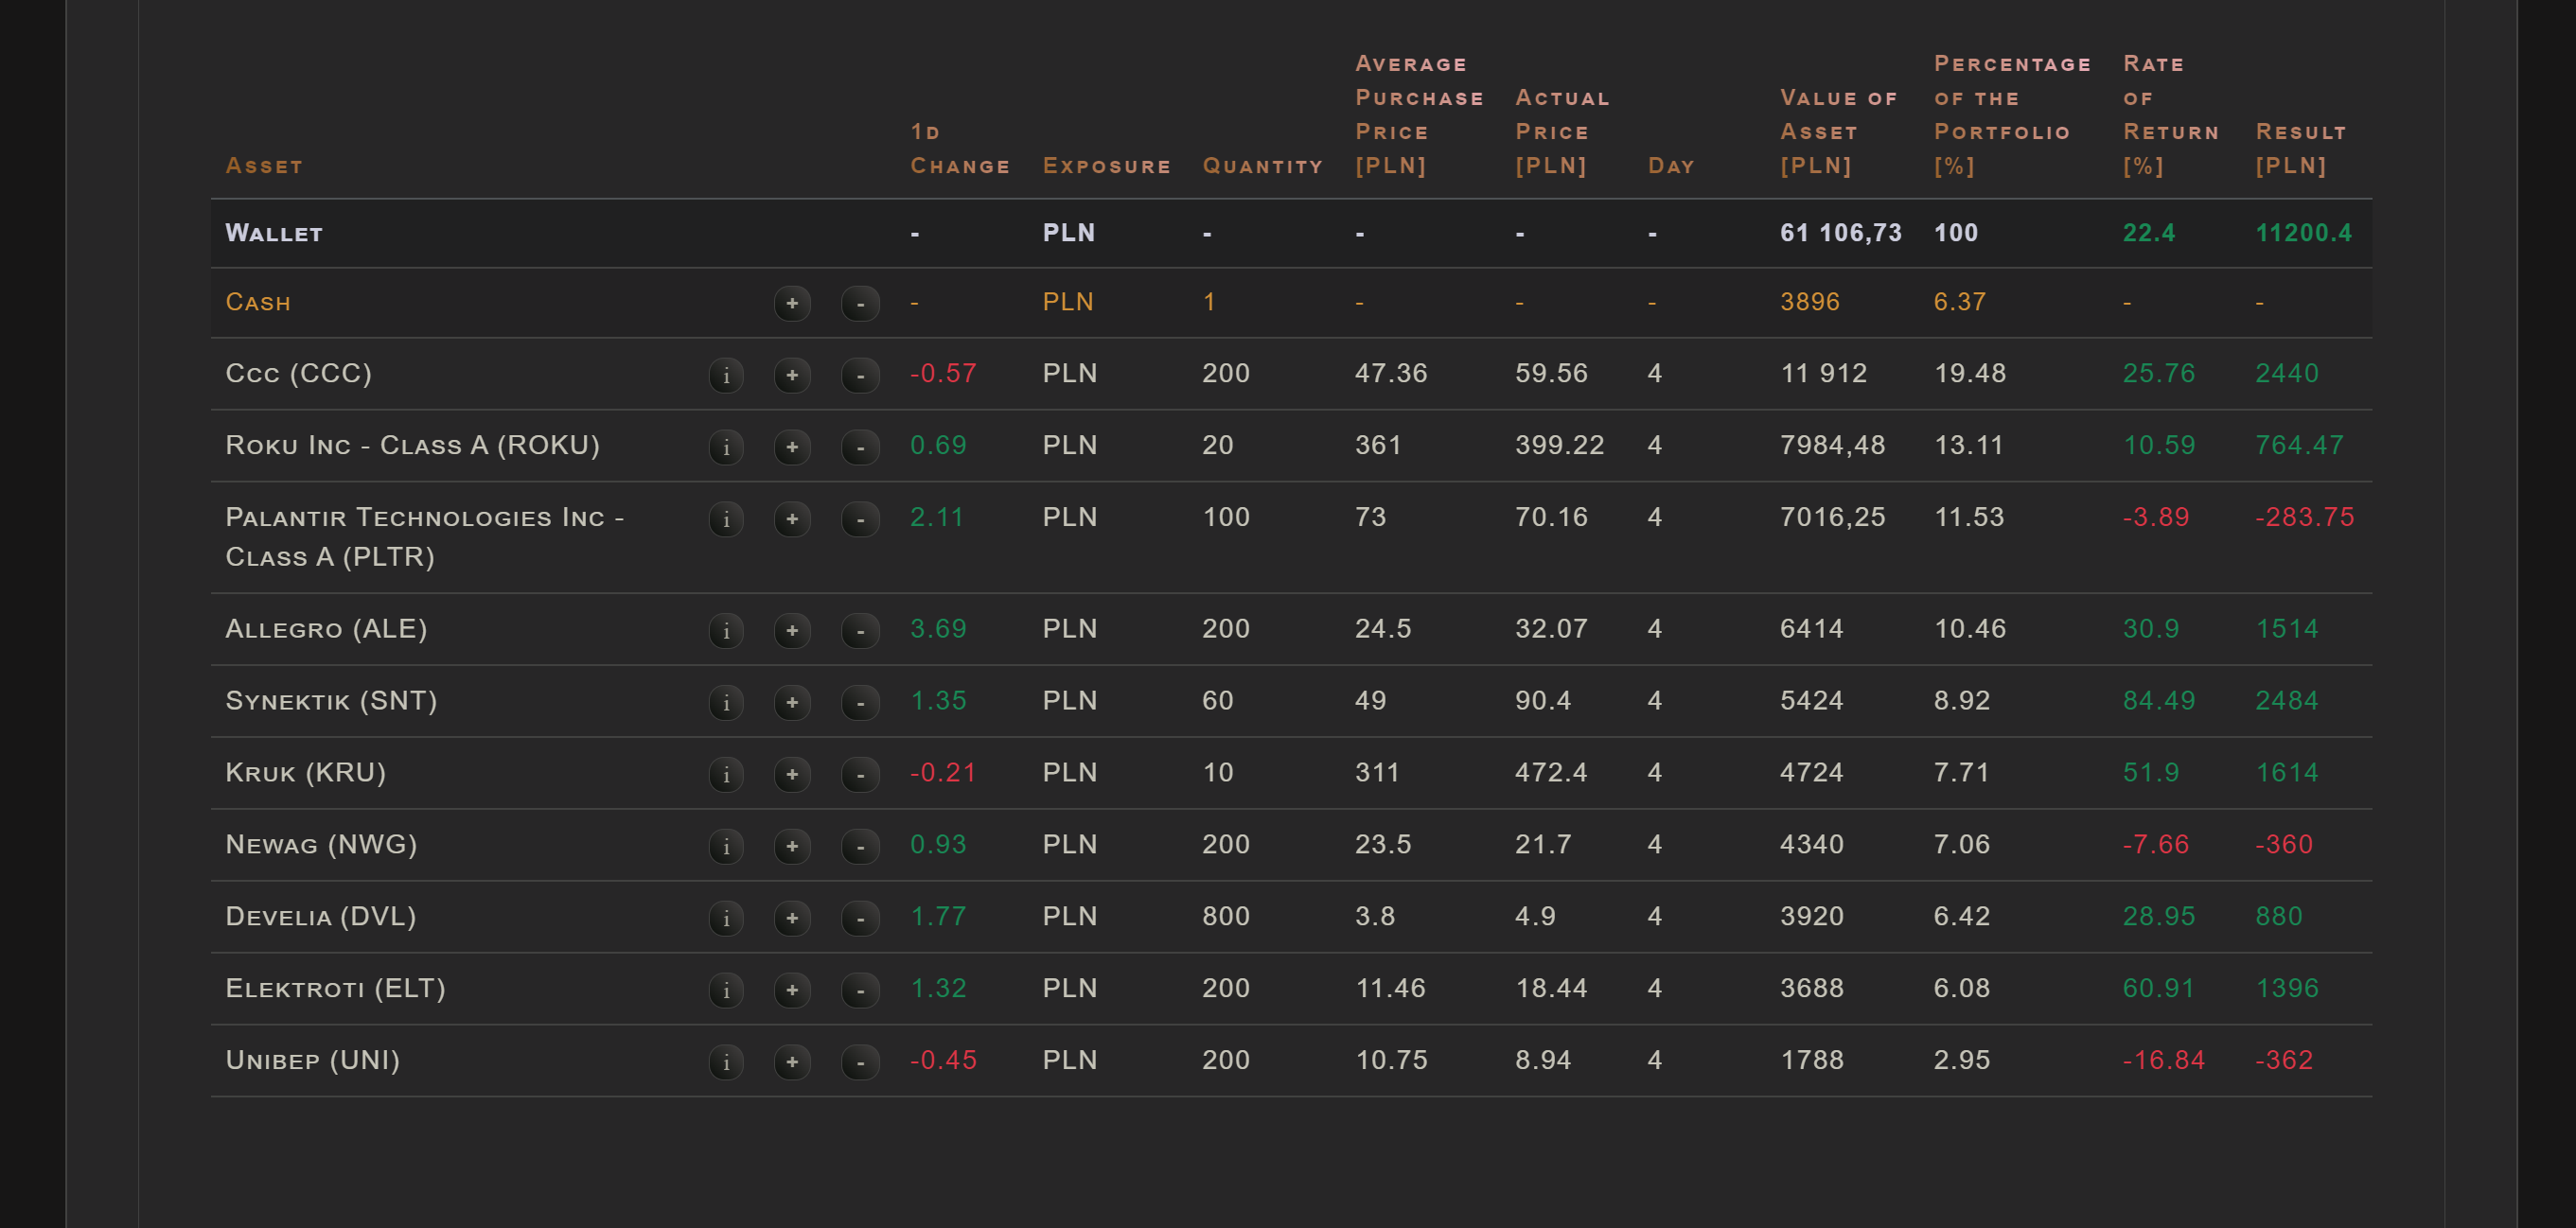 Asset 1d Change Exposure Quantity Average Purchase Price [PLN] Actual Price [PLN] Day Value of Asset [PLN] Percentage of the Portfolio [%] Rate of Return [%] Result [PLN]
Wallet - PLN - - - - 61 106,73 100 22.4 11200.4
Cash + - - PLN 1 - - - 3896 6.37 - -
Ccc (CCC) i + - -0.57 PLN 200 47.36 59.56 4 11 912 19.48 25.76 2440
Roku Inc - Class A (ROKU) i + - 0.69 PLN 20 361 399.22 4 7984,48 13.11 10.59 764.47
Palantir Technologies Inc - i + - 2.11 PLN 100 73 70.16 4 7016,25 11.53 -3.89 -283.75
Class A (PLTR)
Allegro (ALE) i + - 3.69 PLN 200 24.5 32.07 4 6414 10.46 30.9 1514
Synektik (SNT) i + - 1.35 PLN 60 49 90.4 4 5424 8.92 84.49 2484
Kruk (KRU) i + - -0.21 PLN 10 311 472.4 4 4724 7.71 51.9 1614
Newag (NWG) i + - 0.93 PLN 200 23.5 21.7 4 4340 7.06 -7.66 -360
Develia (DVL) i + - 1.77 PLN 800 3.8 4.9 4 3920 6.42 28.95 880
Elektroti (ELT) i + - 1.32 PLN 200 11.46 18.44 4 3688 6.08 60.91 1396
Unibep (UNI) i + - -0.45 PLN 200 10.75 8.94 4 1788 2.95 -16.84 -362